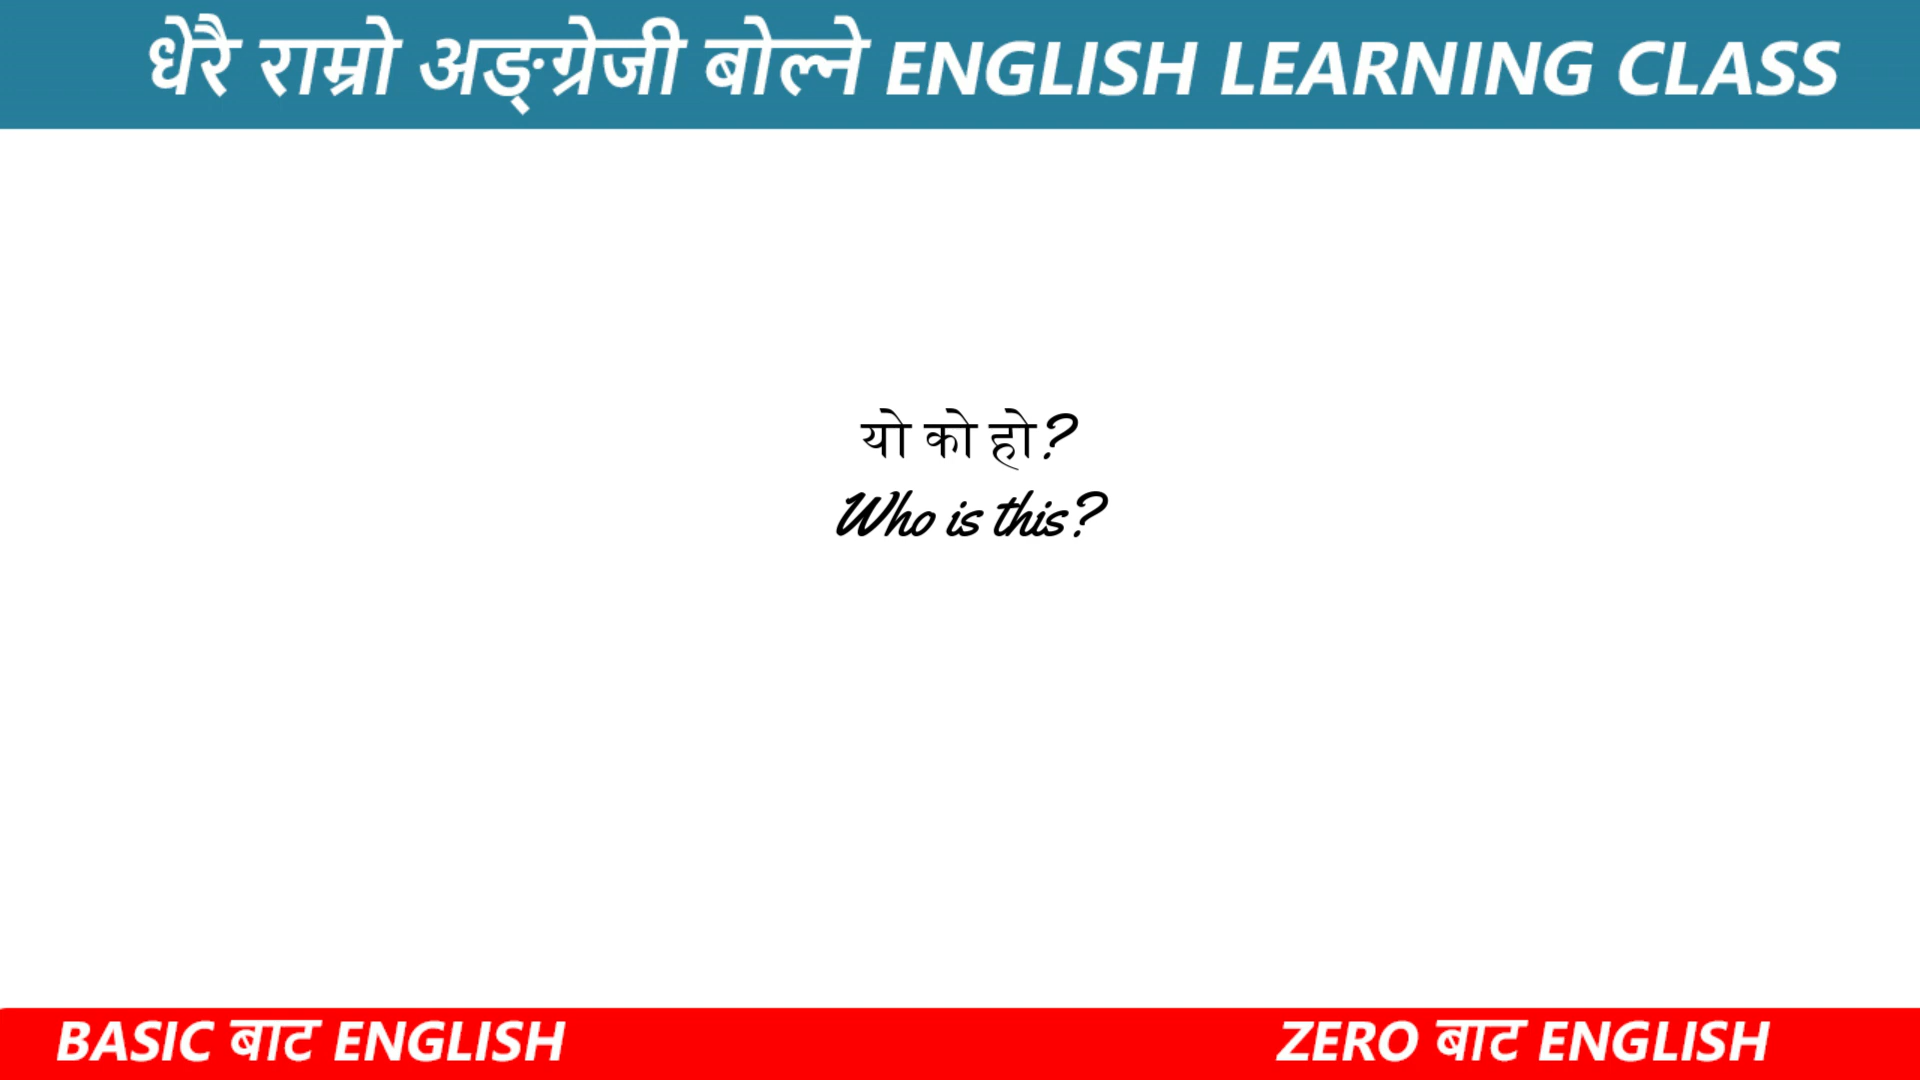 धेरै राम्रो अङ्ग्रेजी बोल्ने ENGLISH LEARNING CLASS
यो को हो?
Who is this?
BASIC बाट ENGLISH
ZERO बाट ENGLISH